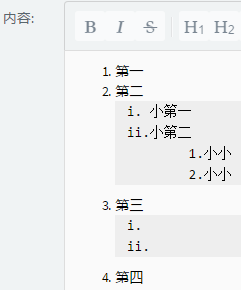 内容:
B I S H1 H2
1. 第一
2. 第二
i. 小第一
ii.小第二
1.小小
2.小小
3. 第三
i.
ii.
4. 第四